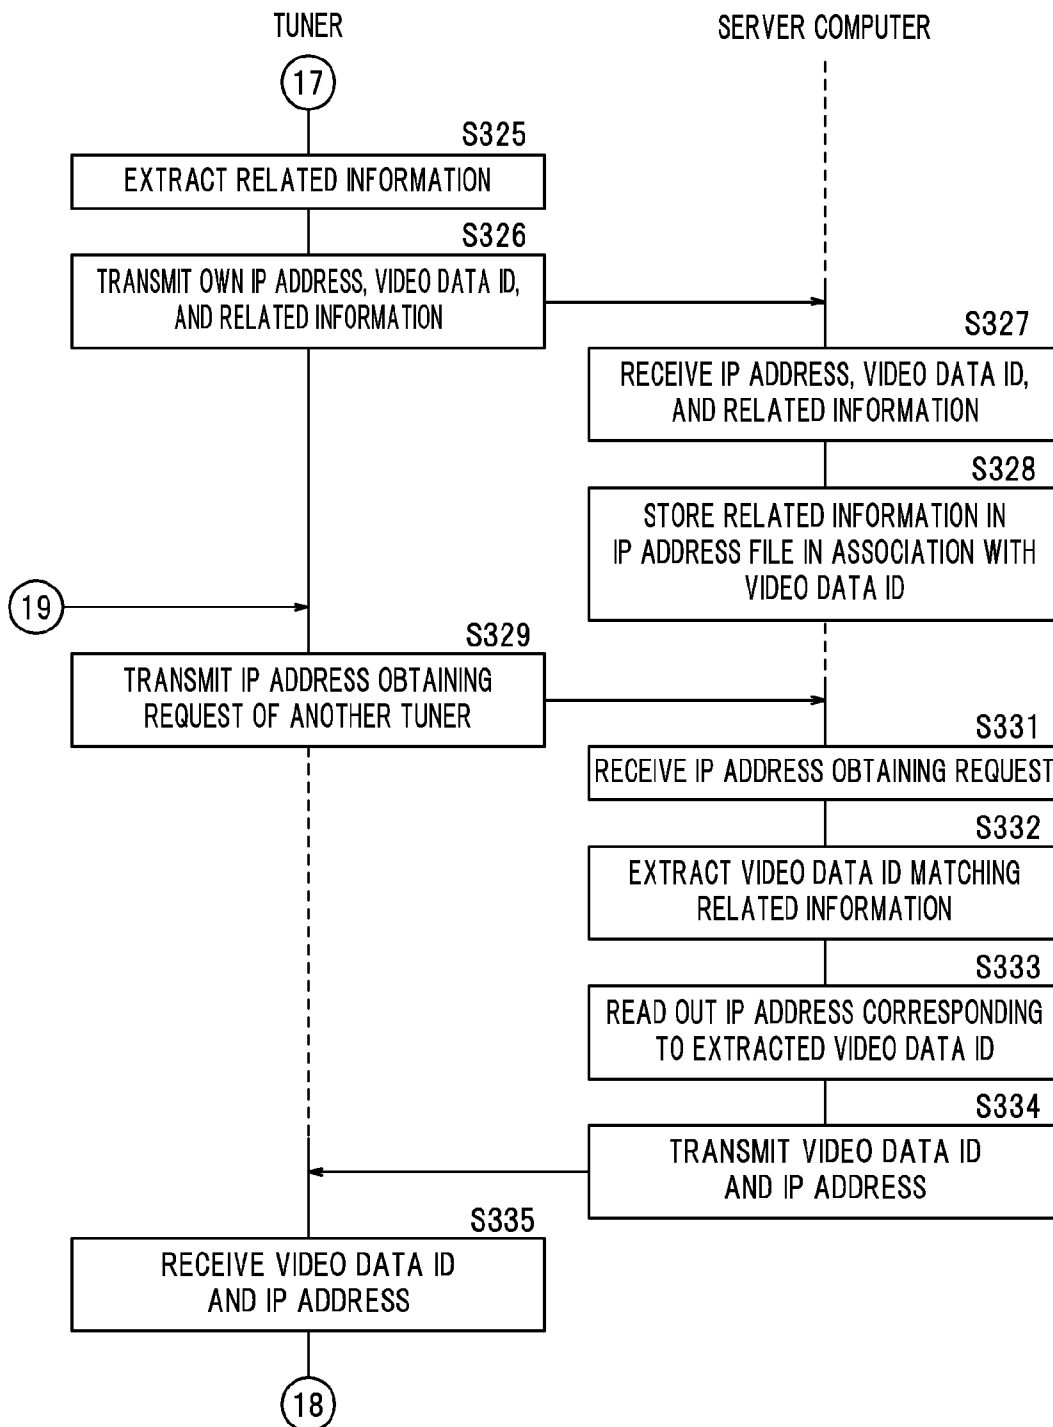 TUNER
SERVER COMPUTER
17
S325
EXTRACT RELATED INFORMATION
S326
TRANSMIT OWN IP ADDRESS, VIDEO DATA ID,
AND RELATED INFORMATION
S327
RECEIVE IP ADDRESS, VIDEO DATA ID,
AND RELATED INFORMATION
S328
STORE RELATED INFORMATION IN
IP ADDRESS FILE IN ASSOCIATION WITH
VIDEO DATA ID
19
S329
TRANSMIT IP ADDRESS OBTAINING
REQUEST OF ANOTHER TUNER
S331
RECEIVE IP ADDRESS OBTAINING REQUEST
S332
EXTRACT VIDEO DATA ID MATCHING
RELATED INFORMATION
S333
READ OUT IP ADDRESS CORRESPONDING
TO EXTRACTED VIDEO DATA ID
S334
TRANSMIT VIDEO DATA ID
AND IP ADDRESS
S335
RECEIVE VIDEO DATA ID
AND IP ADDRESS
18